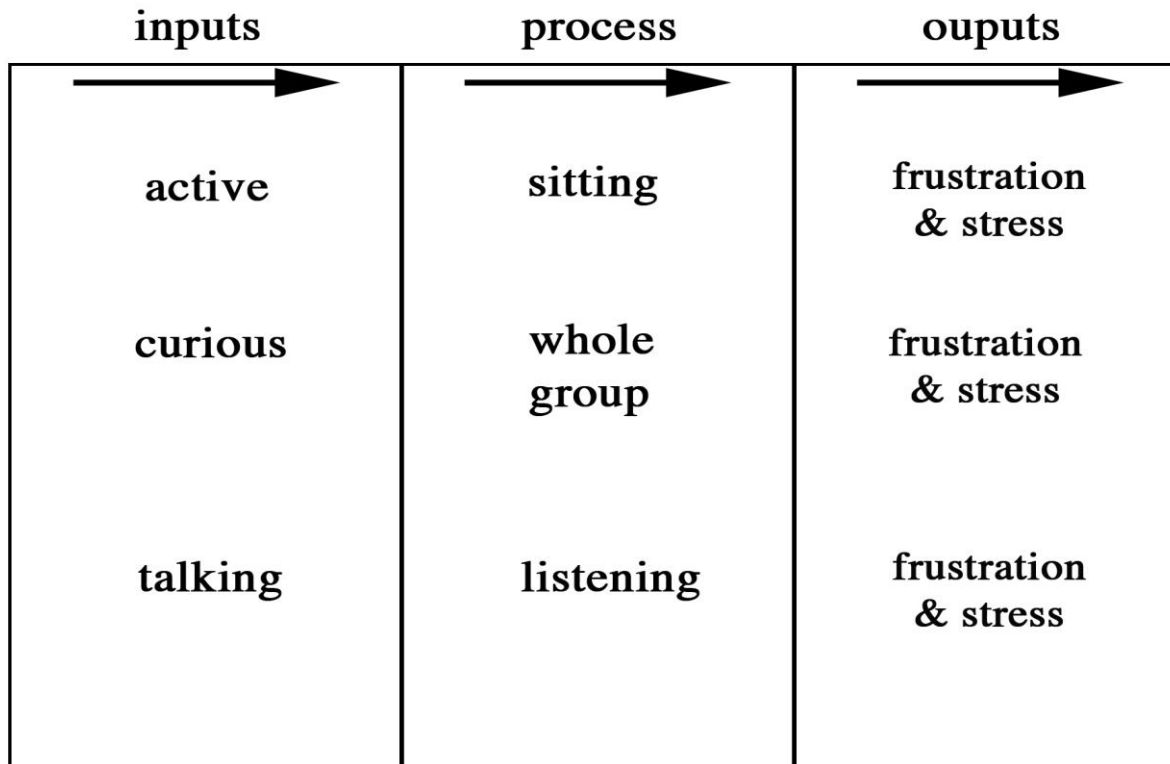 inputs process ouputs
active sitting frustration
& stress
curious whole frustration
group & stress
talking listening frustration
& stress